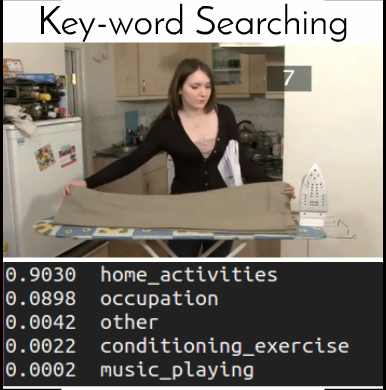 Key-word Searching
7
0.9030 home_activities
0.0898 occupation
0.0042 other
0.0022 conditioning_exercise
0.0002 music_playing